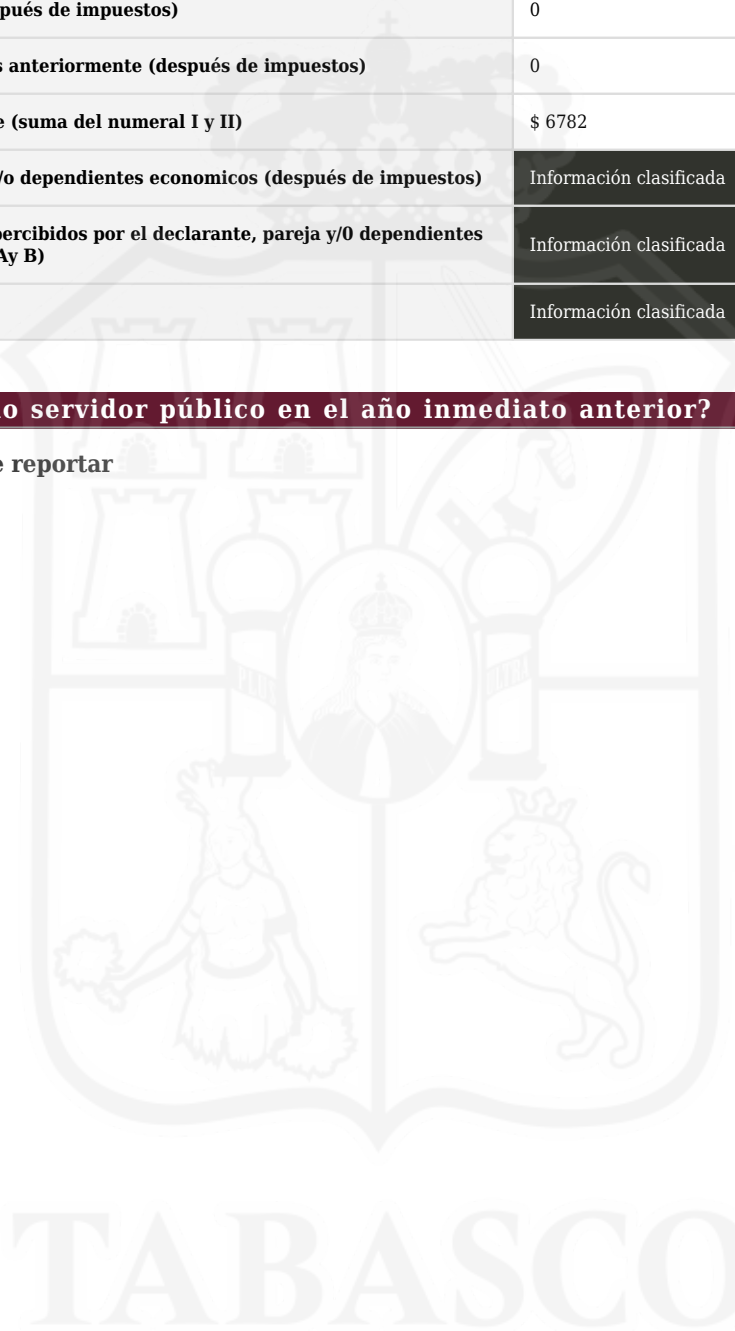 pués de impuestos) 0
s anteriormente (después de impuestos) 0
e (suma del numeral I y II) $ 6782
/o dependientes economicos (después de impuestos) Información clasificada
percibidos por el declarante, pareja y/0 dependientes Información clasificada
Ay B)
Información clasificada
o servidor público en el año inmediato anterior?
e reportar
PLUS ULTRA
TABASCO